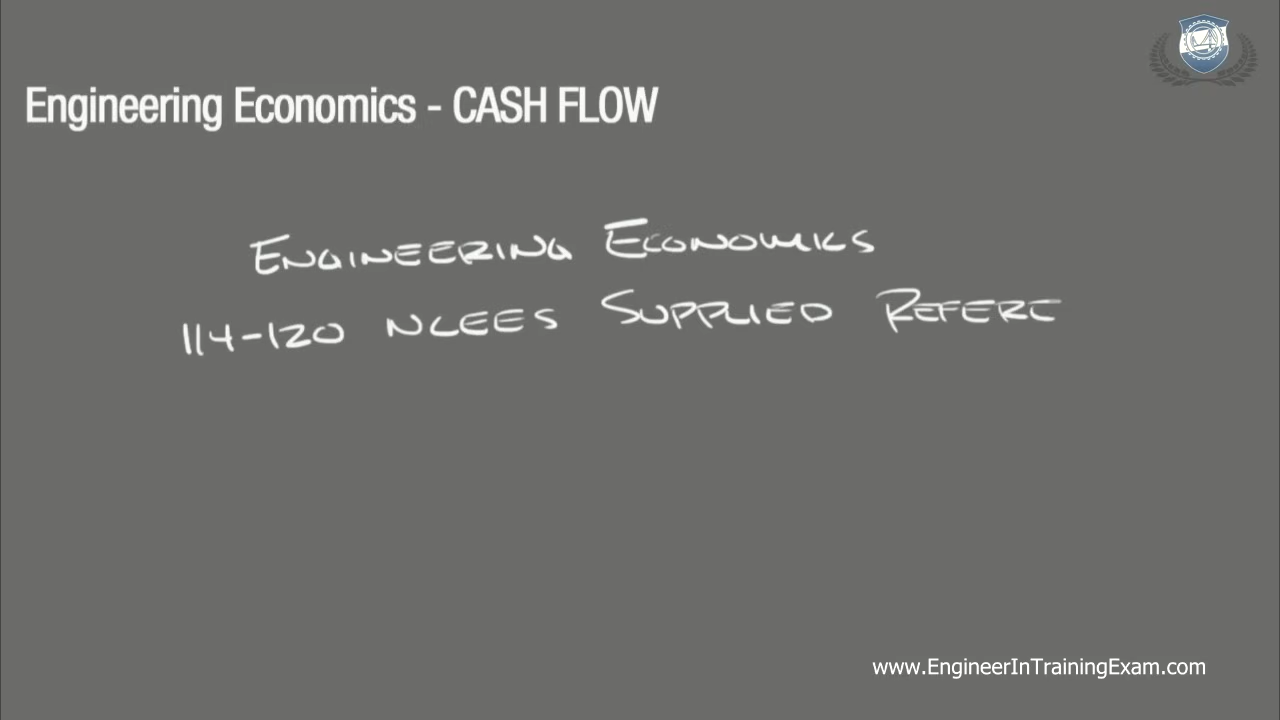 Engineering Economics - CASH FLOW
ENGINEERING ECONOMICS
114-120 NCEES SUPPLIED REFERE
www.EngineerInTrainingExam.com